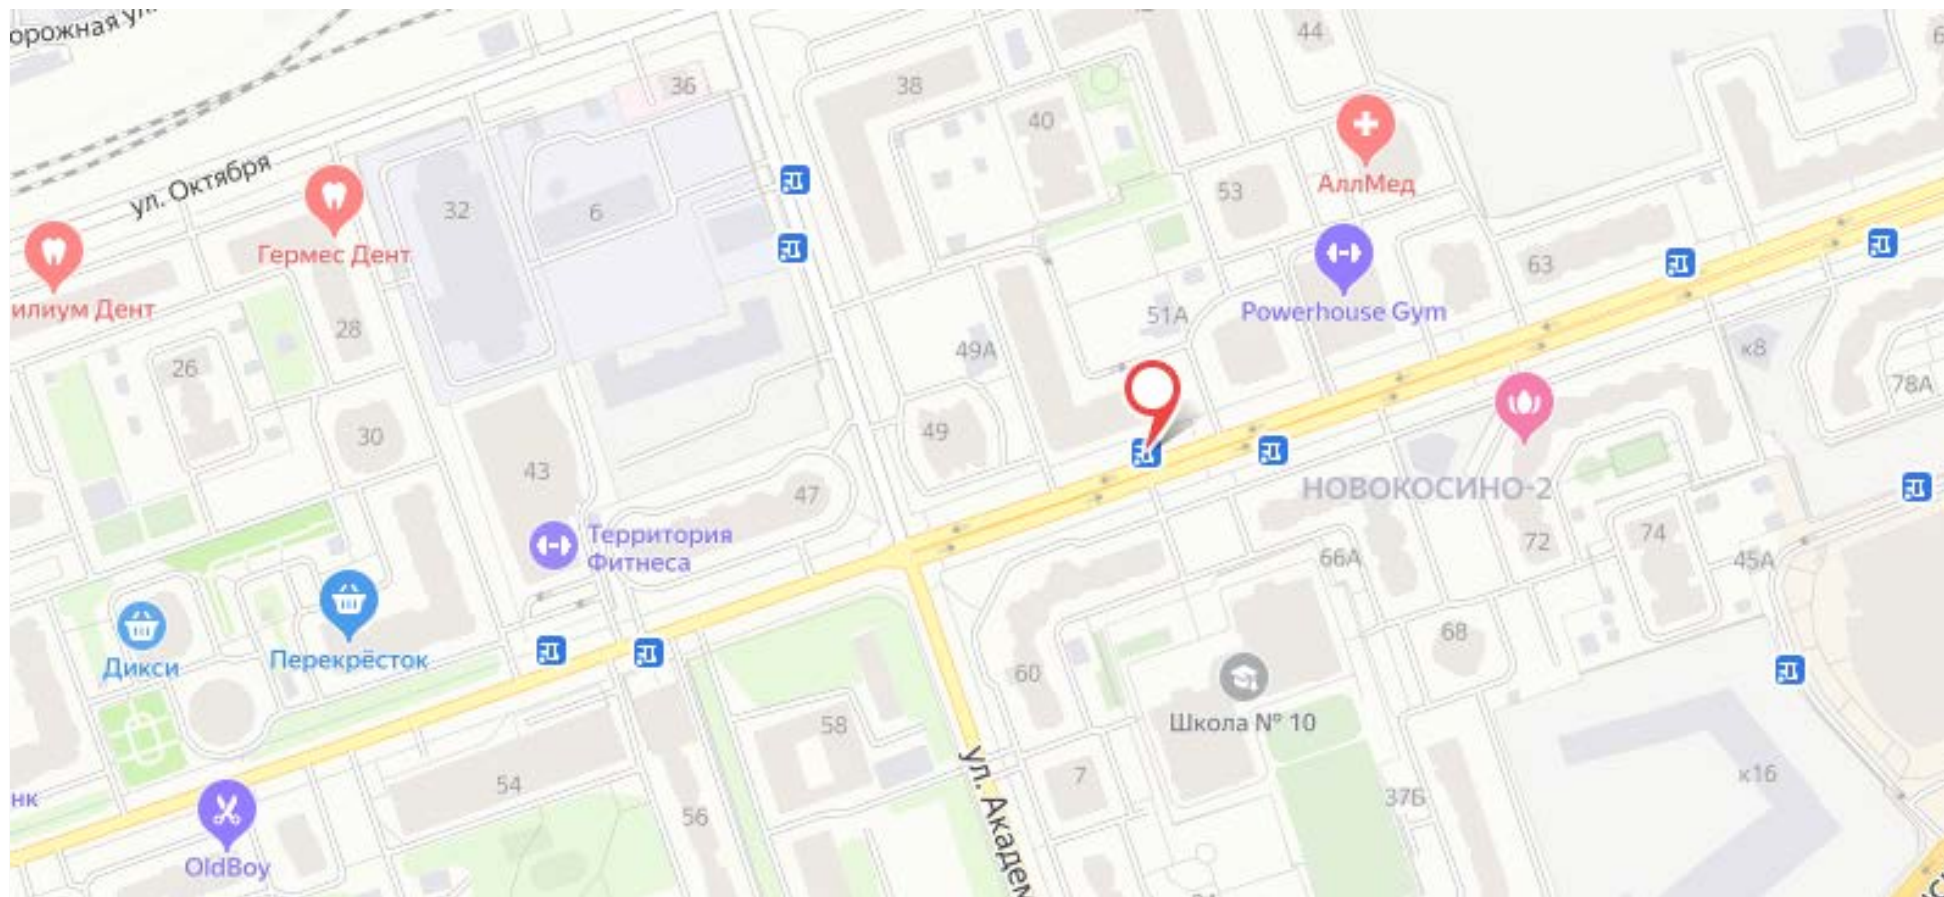 орожная ул.
44
36
38
40
ул. Октября
32
6
53
АллМед
Гермес Дент
63
илиум Дент
28
51А
Powerhouse Gym
49А
к8
26
78А
30
49
43
47
НОВОКОСИНО-2
Территория
Фитнеса
66А
72
74
45А
Дикси
Перекрёсток
68
60
Школа № 10
58
7
ул. Академ
54
56
37Б
к16
нк
OldBoy